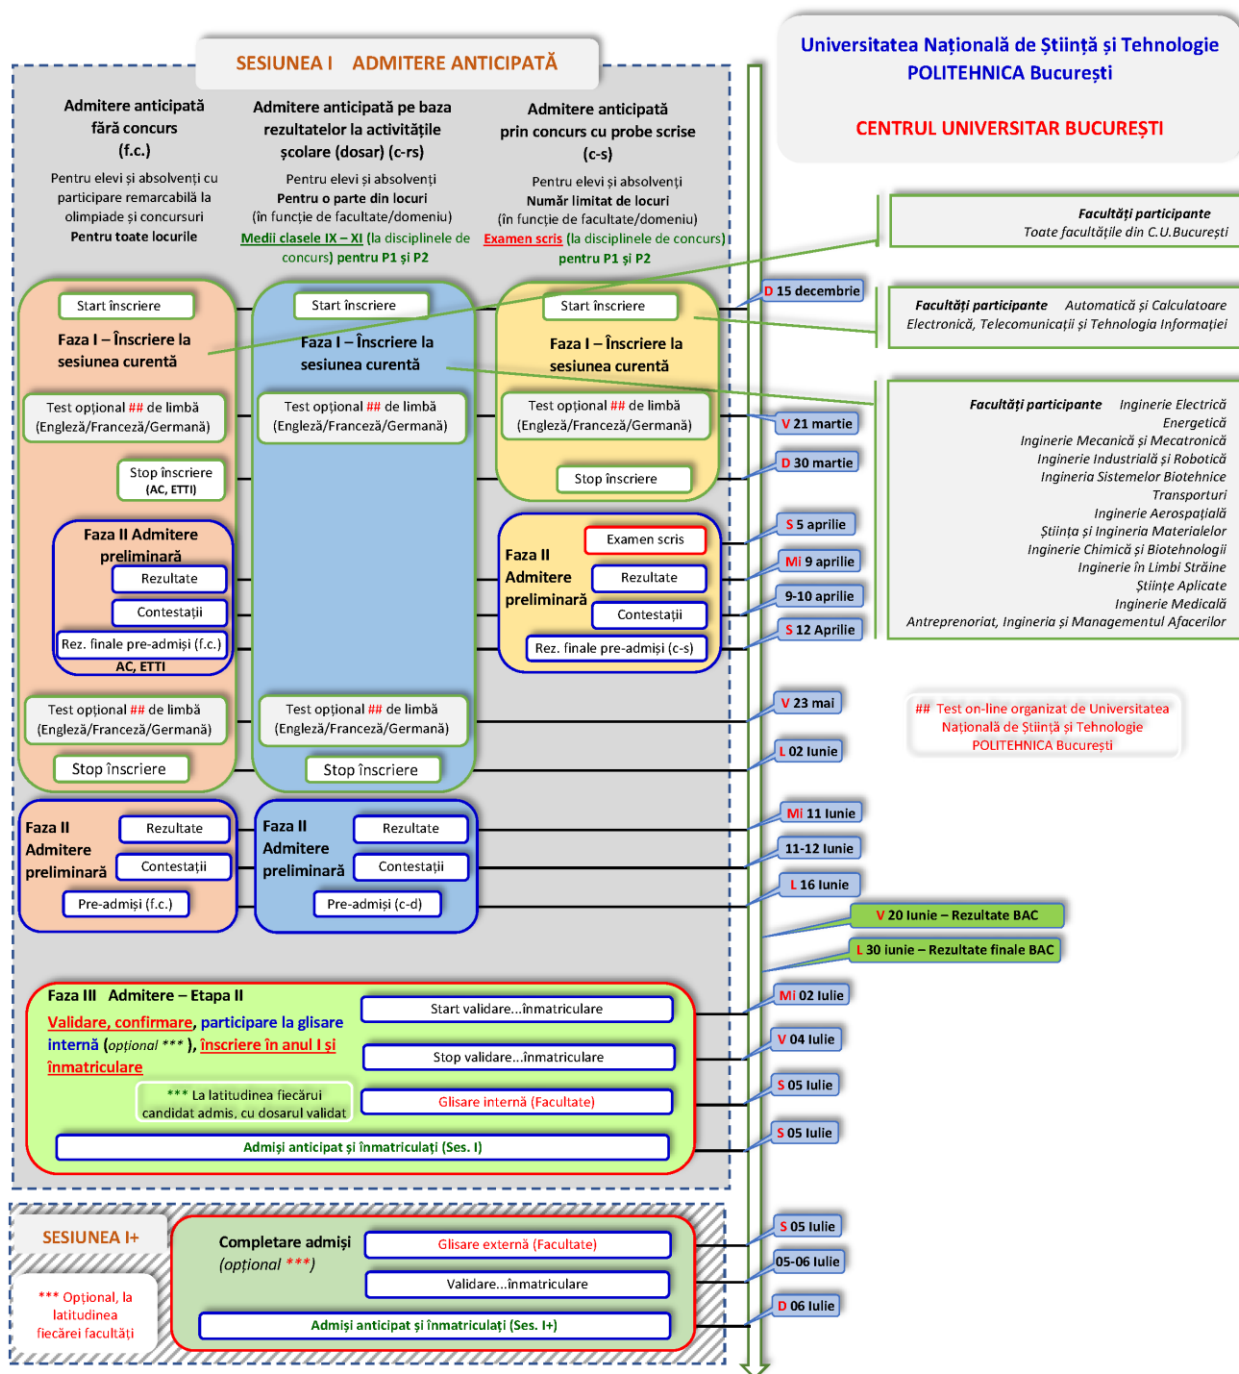 Universitatea Națională de Știință și Tehnologie
POLITEHNICA București
CENTRUL UNIVERSITAR BUCUREȘTI
SESIUNEA I ADMITERE ANTICIPATĂ
Admitere anticipată
fără concurs
(f.c.)
Pentru elevi și absolvenți cu
participare remarcabilă la
olimpiade și concursuri
Pentru toate locurile
Admitere anticipată pe baza
rezultatelor la activitățile
școlare (dosar) (c-rs)
Pentru elevi și absolvenți
Pentru o parte din locuri
(în funcție de facultate/domeniu)
Medii clasele IX – XI (la disciplinele de
concurs) pentru P1 și P2
Admitere anticipată
prin concurs cu probe scrise
(c-s)
Pentru elevi și absolvenți
Număr limitat de locuri
(în funcție de facultate/domeniu)
Examen scris (la disciplinele de concurs)
pentru P1 și P2
Start înscriere
Faza I – Înscriere la
sesiunea curentă
Test opțional ## de limbă
(Engleză/Franceză/Germană)
Stop înscriere
(AC, ETTI)
Faza II Admitere
preliminară
Rezultate
Contestații
Rez. finale pre-admiși (f.c.)
AC, ETTI
Test opțional ## de limbă
(Engleză/Franceză/Germană)
Stop înscriere
Faza II
Admitere
preliminară
Rezultate
Contestații
Pre-admiși (f.c.)
Start înscriere
Faza I – Înscriere la
sesiunea curentă
Test opțional ## de limbă
(Engleză/Franceză/Germană)
Test opțional ## de limbă
(Engleză/Franceză/Germană)
Stop înscriere
Faza II
Admitere
preliminară
Rezultate
Contestații
Pre-admiși (c-d)
Start înscriere
Faza I – Înscriere la
sesiunea curentă
Test opțional ## de limbă
(Engleză/Franceză/Germană)
Stop înscriere
Faza II
Admitere
preliminară
Examen scris
Rezultate
Contestații
Rez. finale pre-admiși (c-s)
D 15 decembrie
V 21 martie
D 30 martie
S 5 aprilie
Mi 9 aprilie
9-10 aprilie
S 12 Aprilie
V 23 mai
L 02 Iunie
Mi 11 Iunie
11-12 Iunie
L 16 Iunie
V 20 Iunie – Rezultate BAC
L 30 iunie – Rezultate finale BAC
Mi 02 Iulie
V 04 Iulie
S 05 Iulie
S 05 Iulie
S 05 Iulie
05-06 Iulie
D 06 Iulie
Facultăți participante
Toate facultățile din C.U.București
Facultăți participante Automatică și Calculatoare
Electronică, Telecomunicații și Tehnologia Informației
Facultăți participante Inginerie Electrică
Energetică
Inginerie Mecanică și Mecatronică
Inginerie Industrială și Robotică
Ingineria Sistemelor Biotehnice
Transporturi
Inginerie Aerospațială
Știința și Ingineria Materialelor
Inginerie Chimică și Biotehnologii
Inginerie în Limbi Străine
Științe Aplicate
Inginerie Medicală
Antreprenoriat, Ingineria și Managementul Afacerilor
## Test on-line organizat de Universitatea
Națională de Știință și Tehnologie
POLITEHNICA București
Faza III Admitere – Etapa II
Validare, confirmare, participare la glisare
internă (opțional *** ), înscriere în anul I și
înmatriculare
*** La latitudinea fiecărui
candidat admis, cu dosarul validat
Start validare...înmatriculare
Stop validare...înmatriculare
Glisare internă (Facultate)
Admiși anticipat și înmatriculați (Ses. I)
SESIUNEA I+
*** Opțional, la
latitudinea
fiecărei facultăți
Completare admiși
(opțional ***)
Glisare externă (Facultate)
Validare...înmatriculare
Admiși anticipat și înmatriculați (Ses. I+)